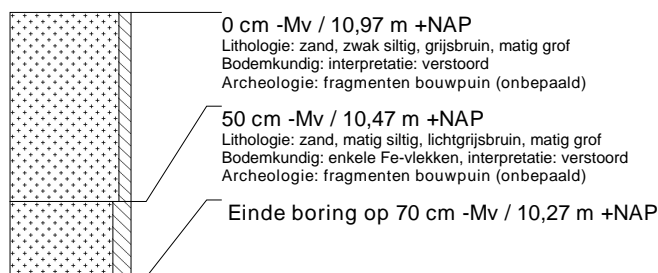 0 cm -Mv / 10,97 m +NAP
Lithologie: zand, zwak siltig, grijsbruin, matig grof
Bodemkundig: interpretatie: verstoord
Archeologie: fragmenten bouwpuin (onbepaald)
50 cm -Mv / 10,47 m +NAP
Lithologie: zand, matig siltig, lichtgrijsbruin, matig grof
Bodemkundig: enkele Fe-vlekken, interpretatie: verstoord
Archeologie: fragmenten bouwpuin (onbepaald)
Einde boring op 70 cm -Mv / 10,27 m +NAP